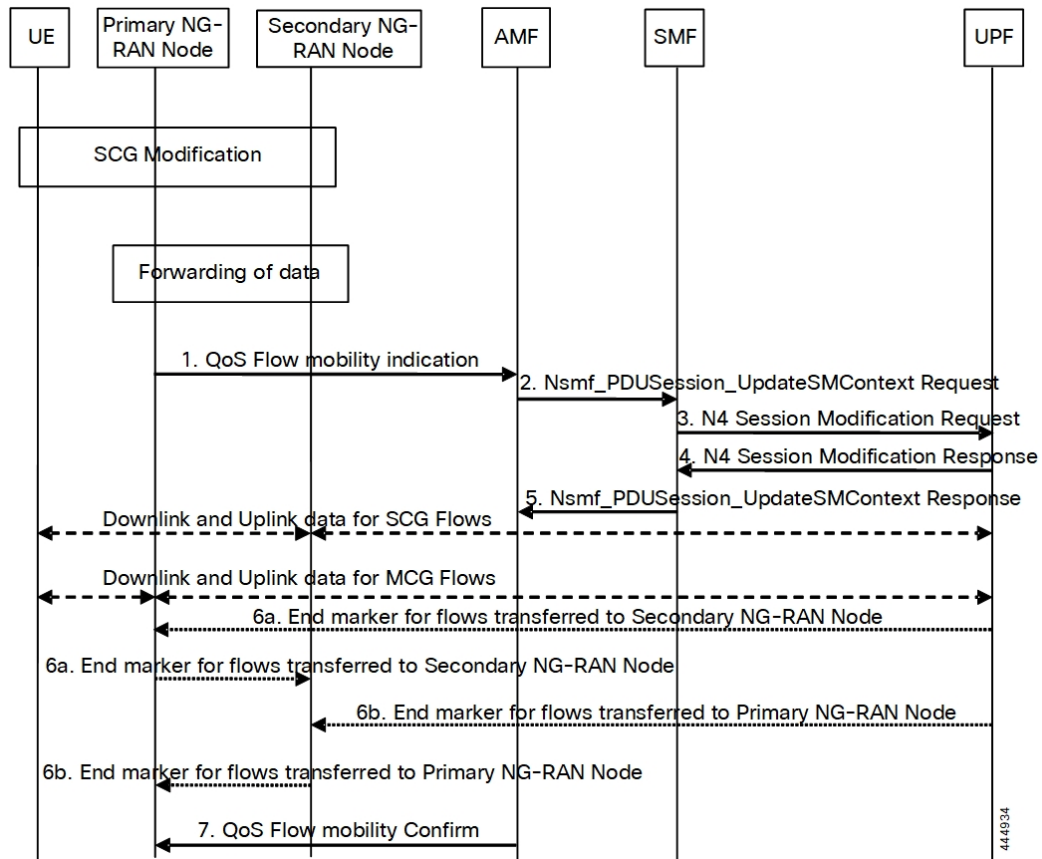 UE
Primary NG-
RAN Node
Secondary NG-
RAN Node
AMF
SMF
UPF
SCG Modification
Forwarding of data
1. QoS Flow mobility indication
2. Nsmf_PDUSession_UpdateSMContext Request
3. N4 Session Modification Request
4. N4 Session Modification Response
5. Nsmf_PDUSession_UpdateSMContext Response
Downlink and Uplink data for SCG Flows
Downlink and Uplink data for MCG Flows
6a. End marker for flows transferred to Secondary NG-RAN Node
6a. End marker for flows transferred to Secondary NG-RAN Node
6b. End marker for flows transferred to Primary NG-RAN Node
6b. End marker for flows transferred to Primary NG-RAN Node
7. QoS Flow mobility Confirm
444934